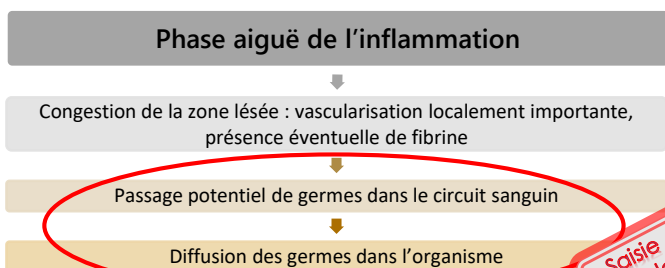 Phase aiguë de l’inflammation
Congestion de la zone lésée : vascularisation localement importante,
présence éventuelle de fibrine
Passage potentiel de germes dans le circuit sanguin
Diffusion des germes dans l’organisme
Saisie